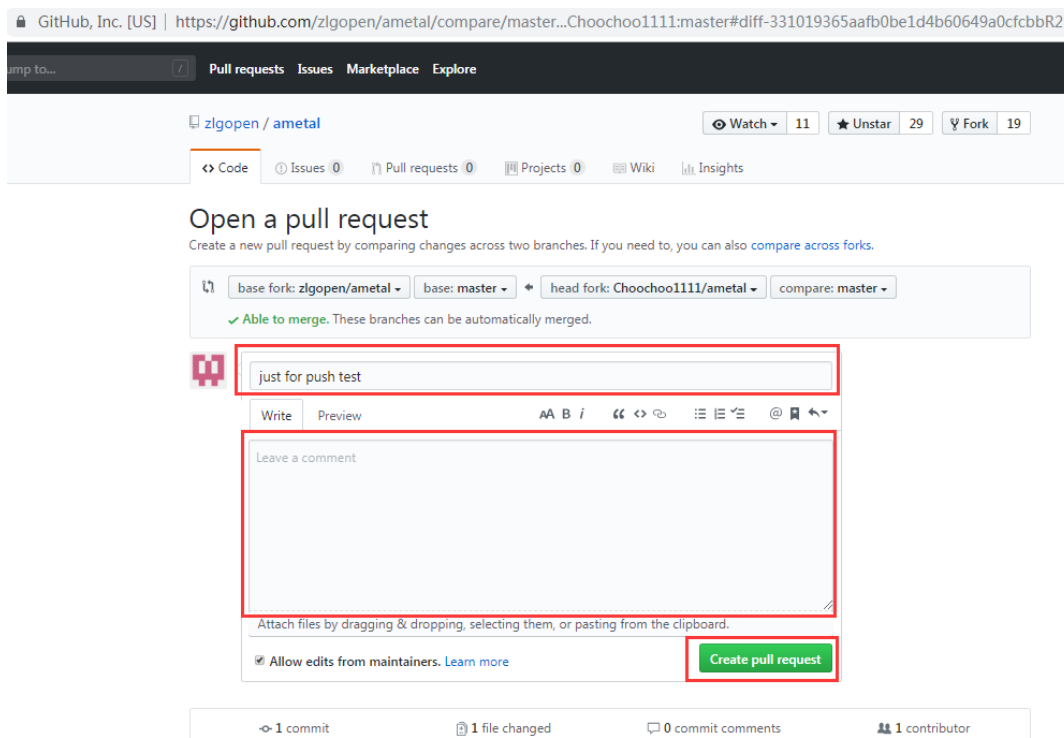 GitHub, Inc. [US] | https://github.com/zlgopen/ametal/compare/master...Choochoo1111:master#diff-331019365aafb0be1d4b60649a0cfcbbR2
ump to... / Pull requests Issues Marketplace Explore
zlgopen / ametal Watch 11 Unstar 29 Fork 19
Code Issues 0 Pull requests 0 Projects 0 Wiki Insights
Open a pull request
Create a new pull request by comparing changes across two branches. If you need to, you can also compare across forks.
base fork: zlgopen/ametal base: master head fork: Choochoo1111/ametal compare: master
Able to merge. These branches can be automatically merged.
just for push test
Write Preview AA B i @
Leave a comment
Attach files by dragging & dropping, selecting them, or pasting from the clipboard.
Allow edits from maintainers. Learn more Create pull request
1 commit 1 file changed 0 commit comments 1 contributor